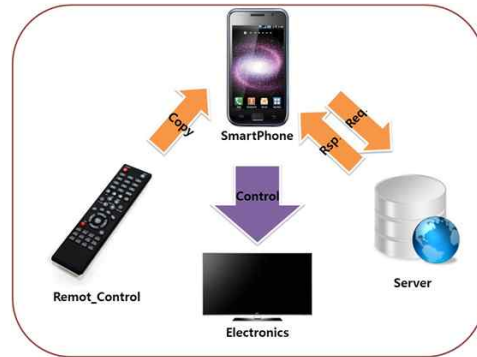 SmartPhone
Copy
Req.
Rsp.
Control
Remot_Control
Server
Electronics